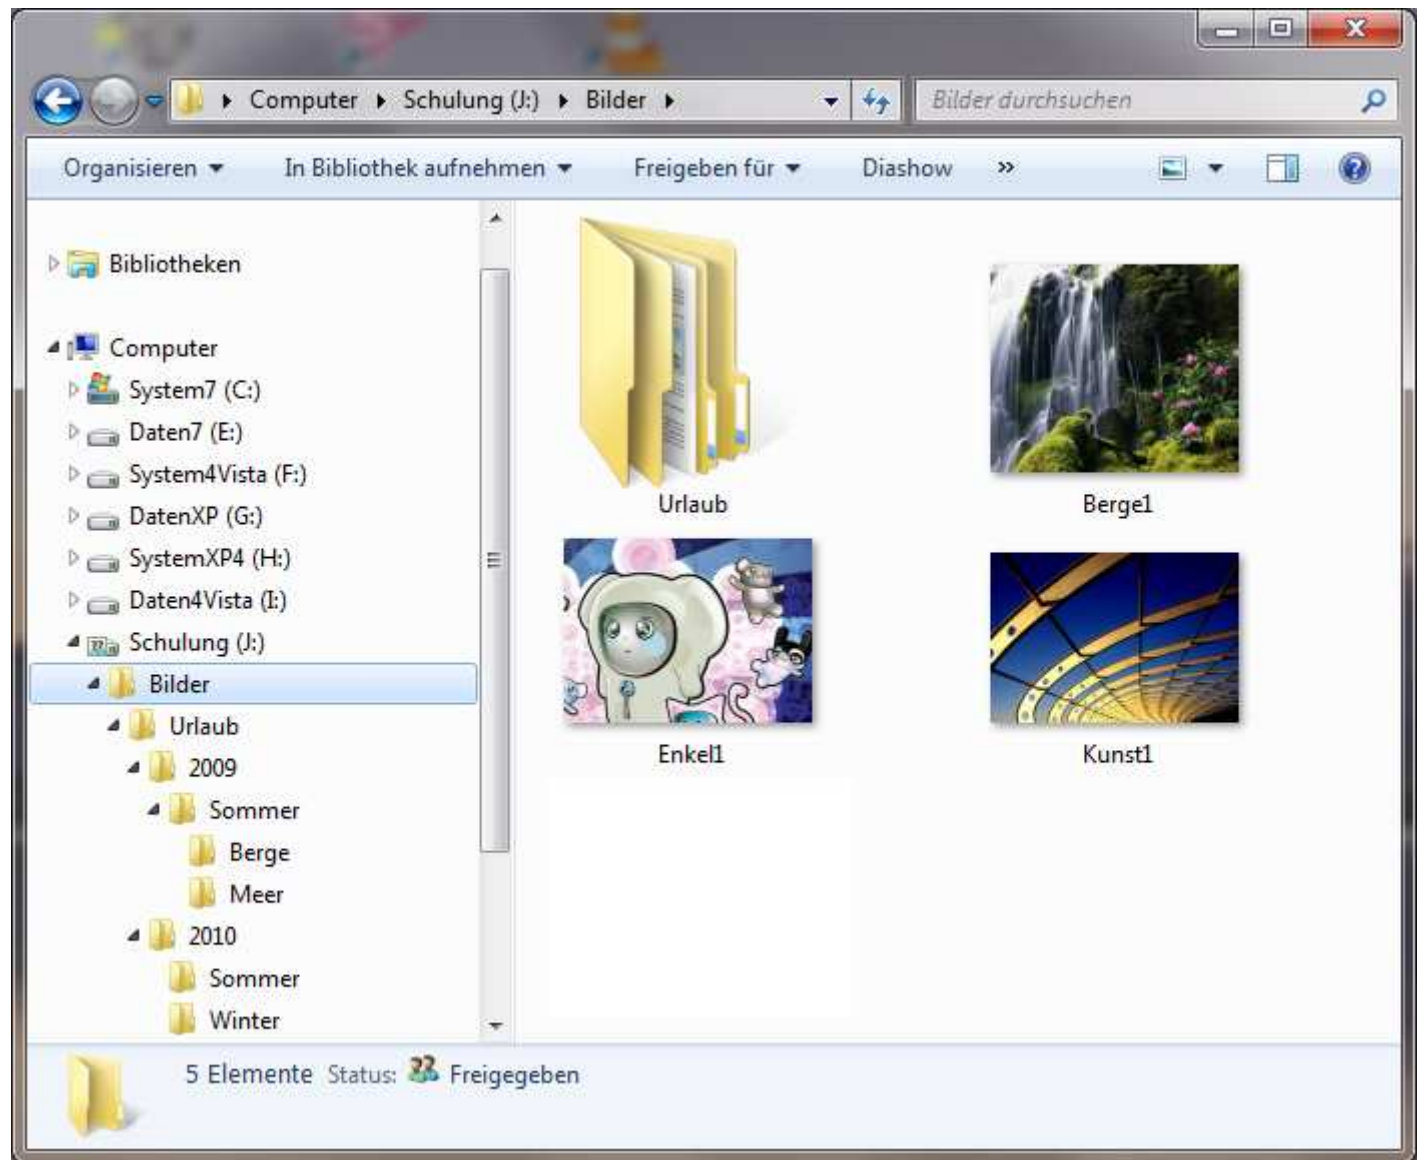 Computer ▸ Schulung (J:) ▸ Bilder ▸
Bilder durchsuchen
Organisieren
In Bibliothek aufnehmen
Freigeben für
Diashow
»
Bibliotheken
Computer
System7 (C:)
Daten7 (E:)
System4Vista (F:)
DatenXP (G:)
SystemXP4 (H:)
Daten4Vista (I:)
Schulung (J:)
Bilder
Urlaub
2009
Sommer
Berge
Meer
2010
Sommer
Winter
Urlaub
Berge1
Enkel1
Kunst1
5 Elemente Status: Freigegeben